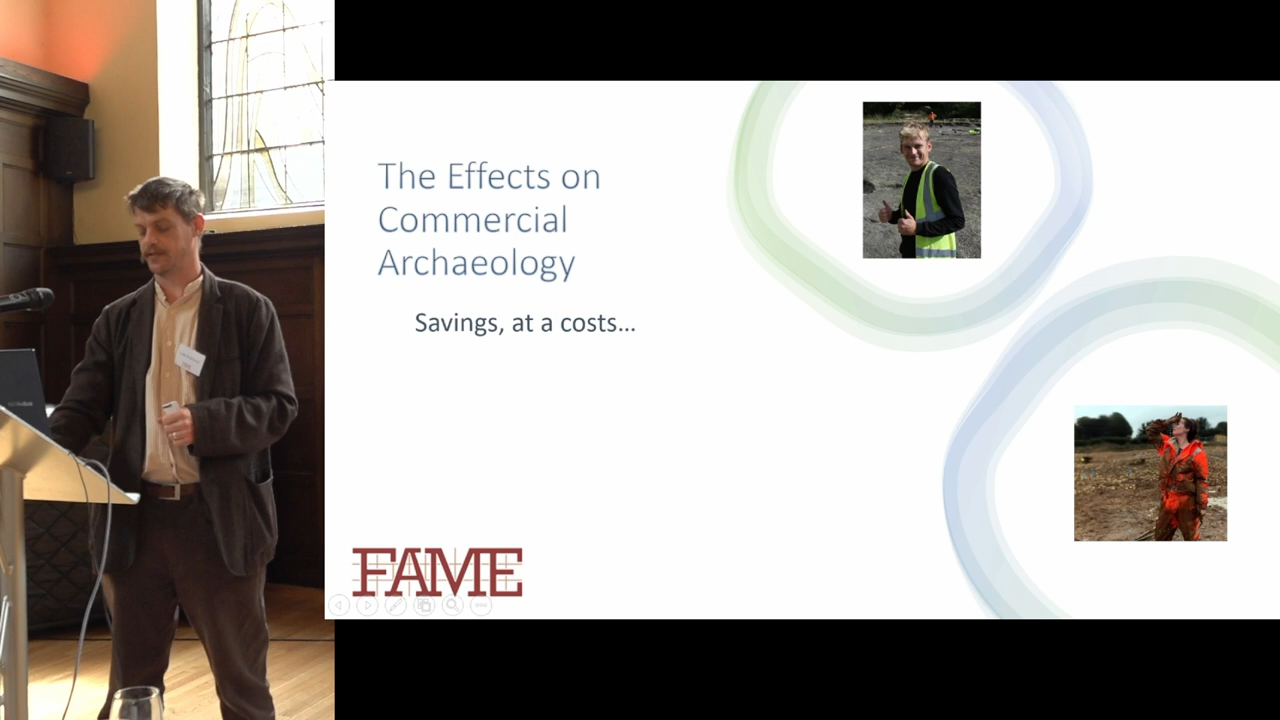 The Effects on
Commercial
Archaeology
Savings, at a costs...
FAME